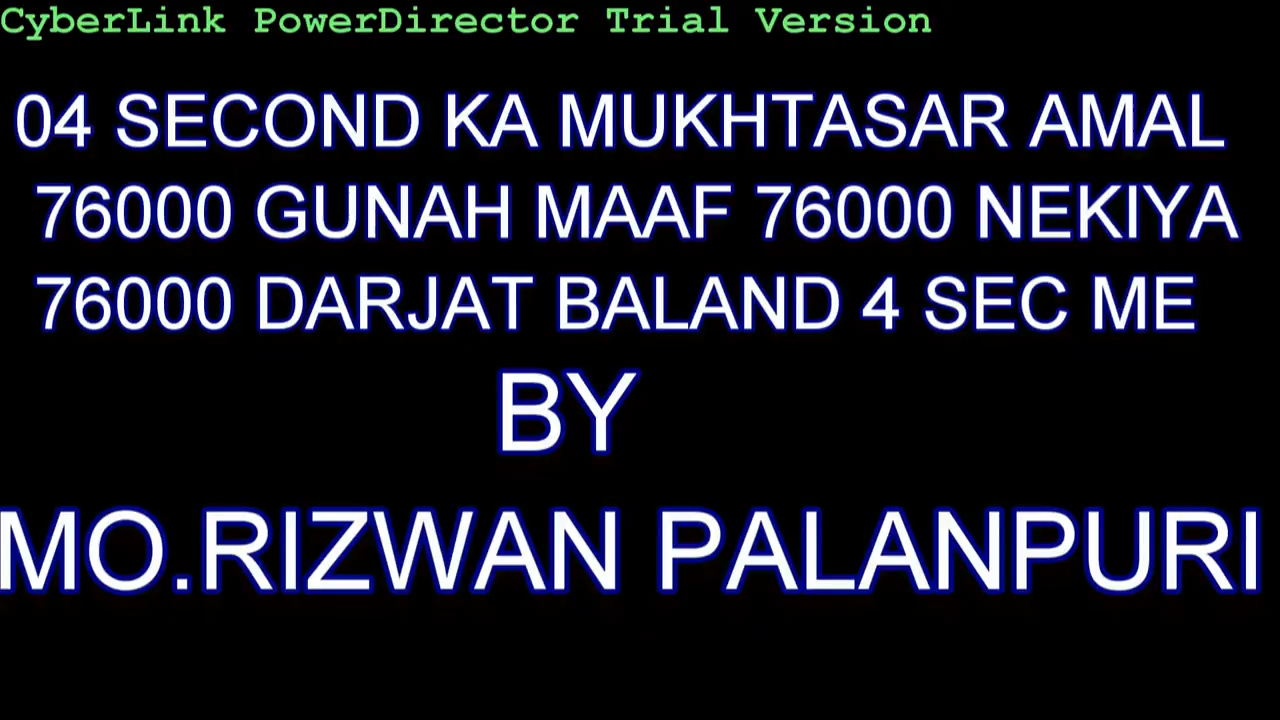 CyberLink PowerDirector Trial Version
04 SECOND KA MUKHTASAR AMAL
76000 GUNAH MAAF 76000 NEKIYA
76000 DARJAT BALAND 4 SEC ME
BY
MO.RIZWAN PALANPURI